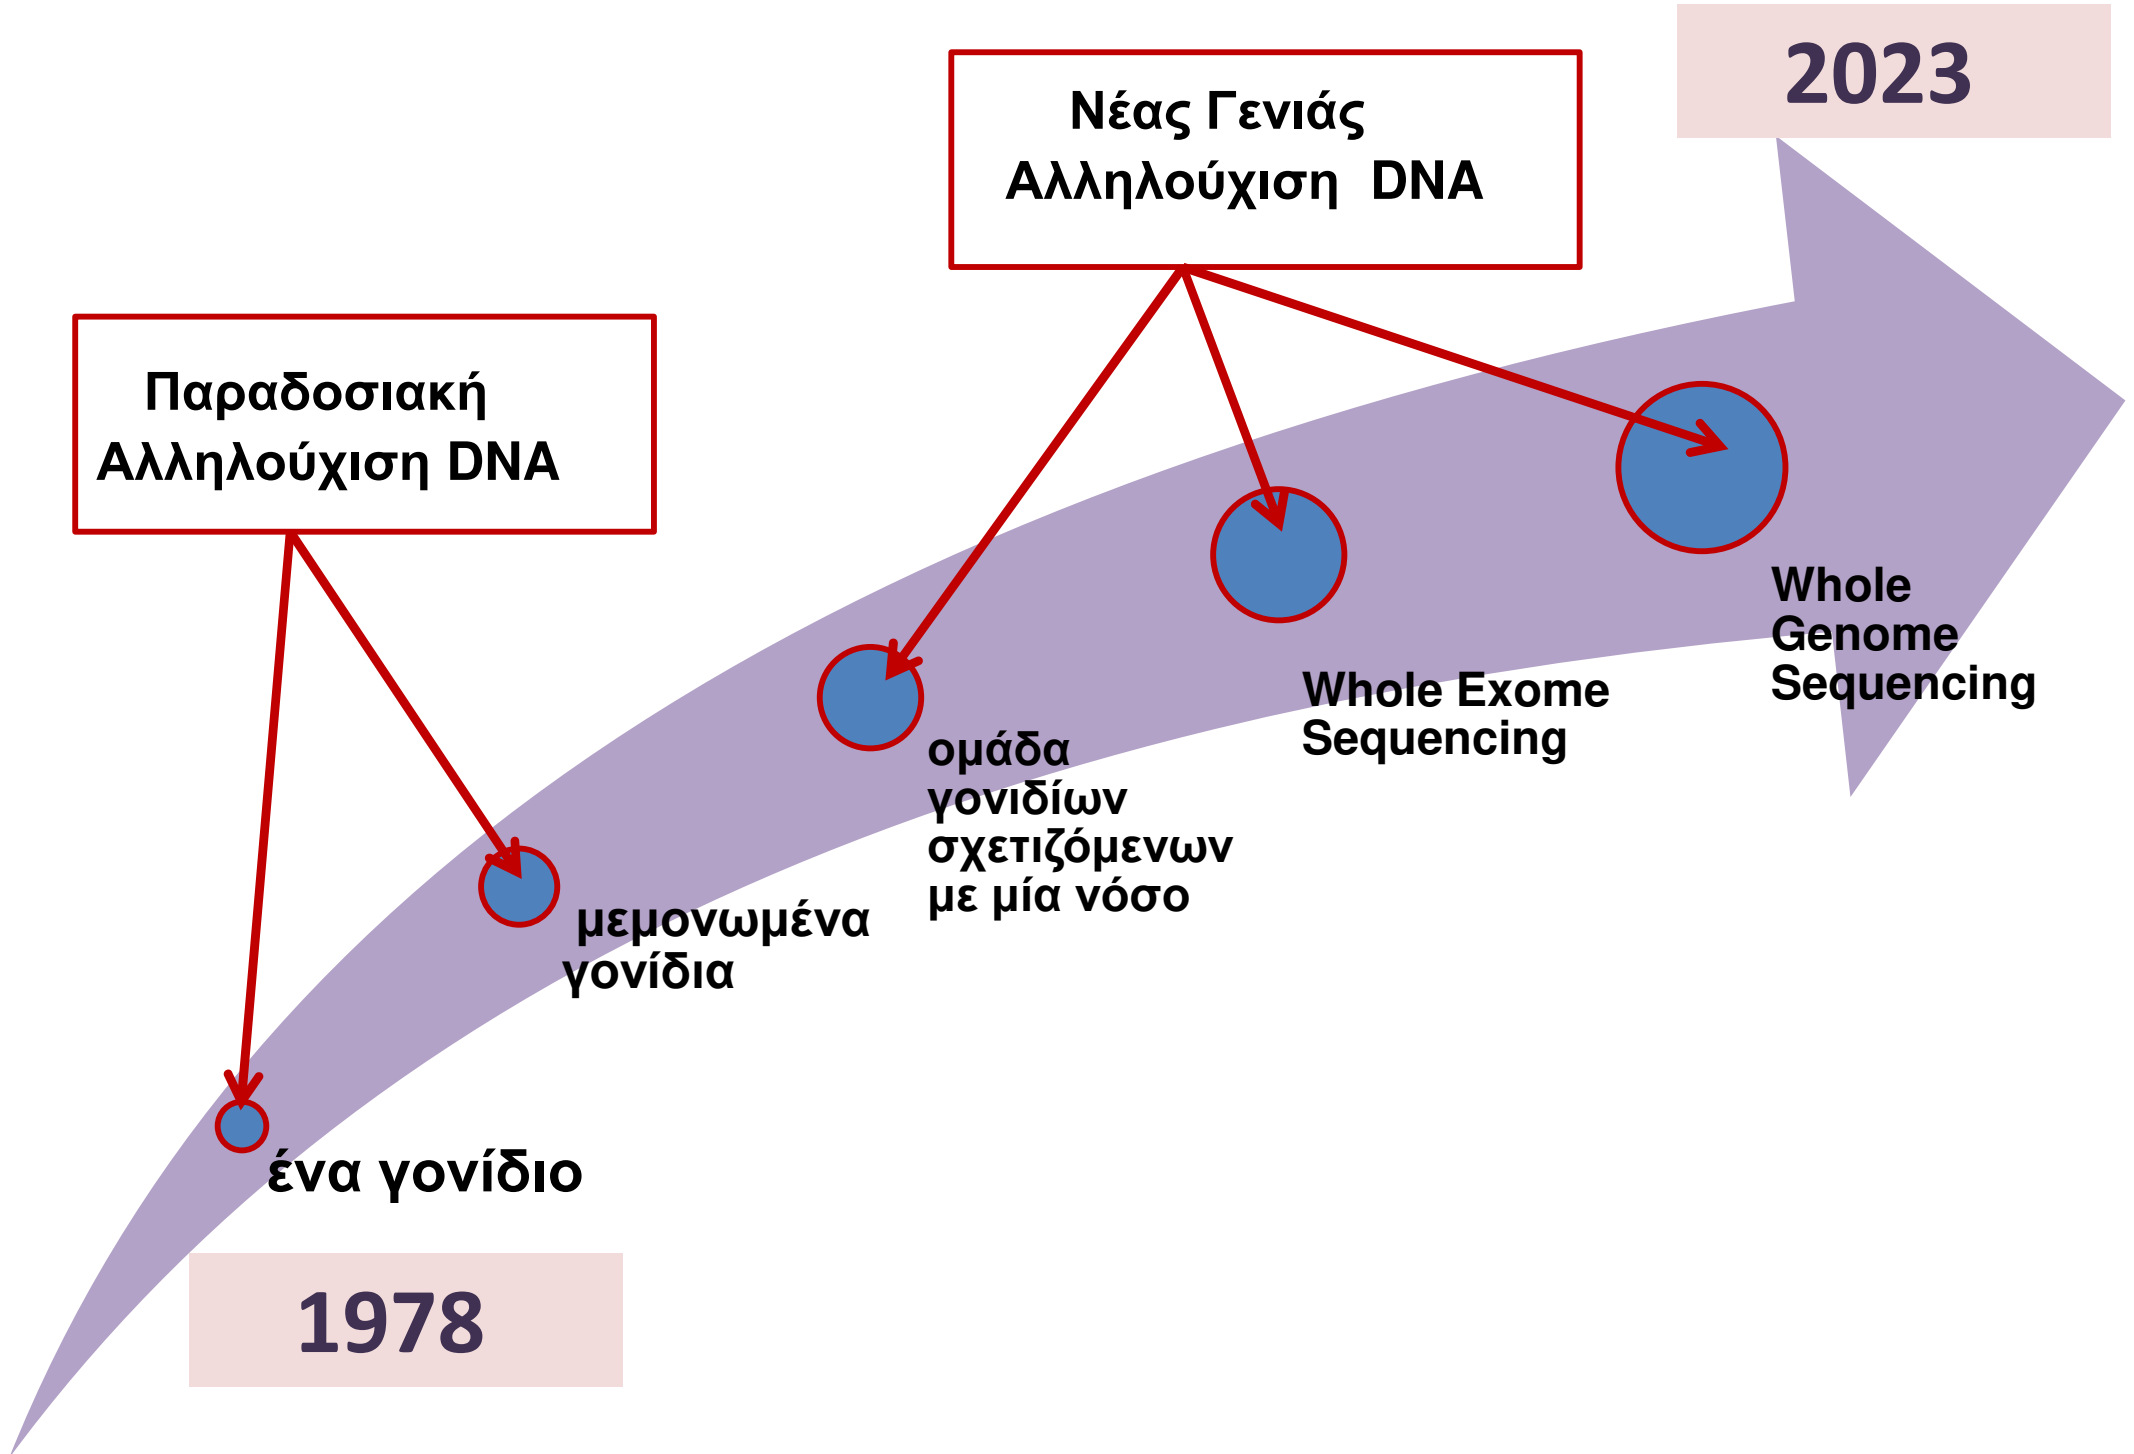 2023
Νέας Γενιάς
Αλληλούχιση DNA
Παραδοσιακή
Αλληλούχιση DNA
Whole
Genome
Sequencing
Whole Exome
Sequencing
ομάδα
γονιδίων
σχετιζόμενων
με μία νόσο
μεμονωμένα
γονίδια
ένα γονίδιο
1978